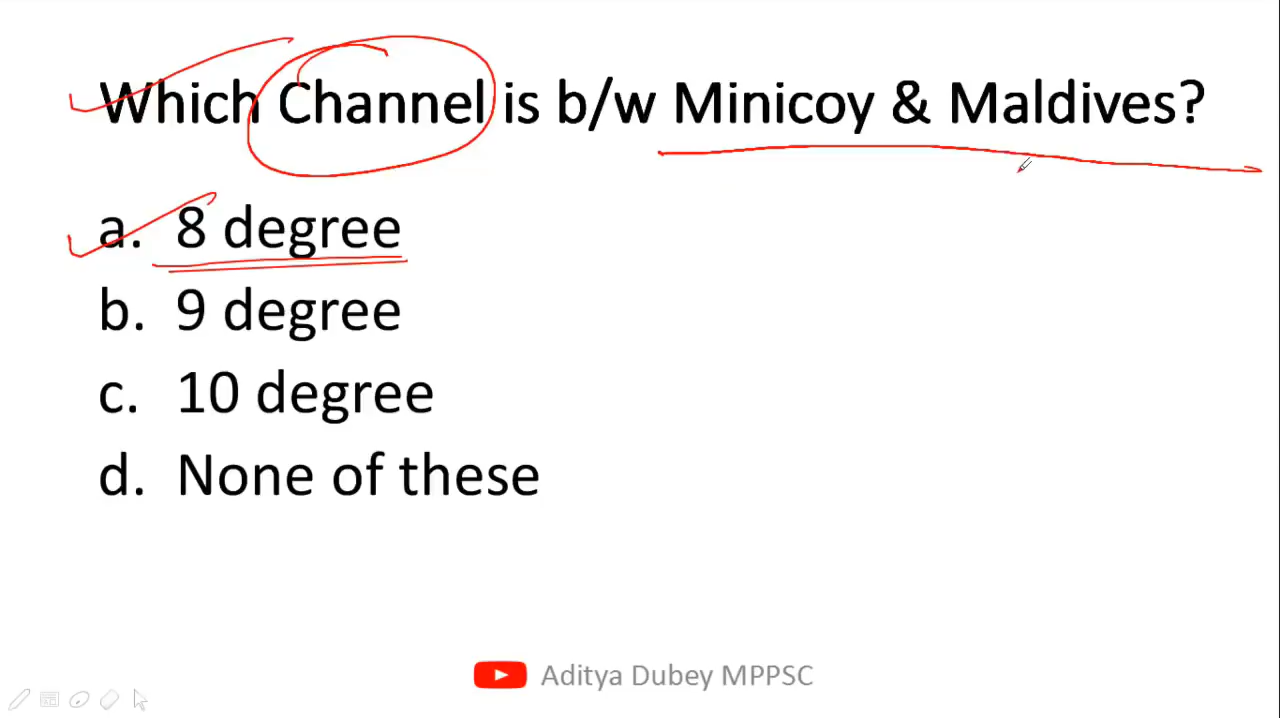 Which Channel is b/w Minicoy & Maldives?
a. 8 degree
b. 9 degree
c. 10 degree
d. None of these
Aditya Dubey MPPSC